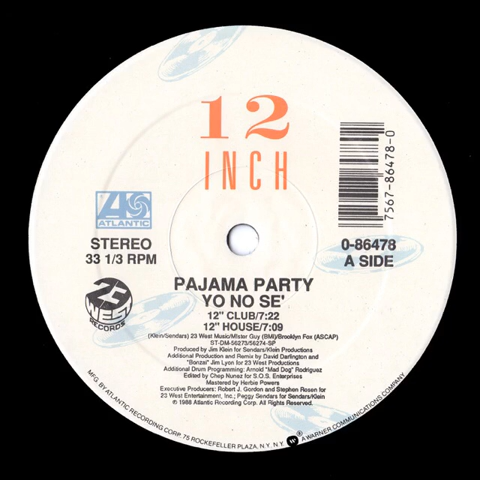 12
INCH
7567-86478-0
ATLANTIC
STEREO
33 1/3 RPM
0-86478
A SIDE
23
WEST
RECORDS
PAJAMA PARTY
YO NO SE'
12" CLUB/7:22
12" HOUSE/7:09
(Klein/Sendars) 23 West Music/Mister Guy (BMI)/Brooklyn Fox (ASCAP)
ST-DM-56273/56274-SP
Produced by Jim Klein for Sendars/Klein Productions
Additional Production and Remix by David Darlington and
"Bonzai" Jim Lyon for 23 West Entertainment
Additional Drum Programming: Arnold "Mad Dog" Rodriguez
Edited by Chep Nunez for S.O.S. Enterprises
Mastered by Herbie Powers
Executive Producers: Robert J. Gordon and Stephen Rosen for
23 West Entertainment, Inc.; Peggy Sendars for Sendars/Klein
© 1988 Atlantic Recording Corp. All Rights Reserved.
MFG. BY ATLANTIC RECORDING CORP. 75 ROCKEFELLER PLAZA, N.Y. N.Y. A WARNER COMMUNICATIONS COMPANY